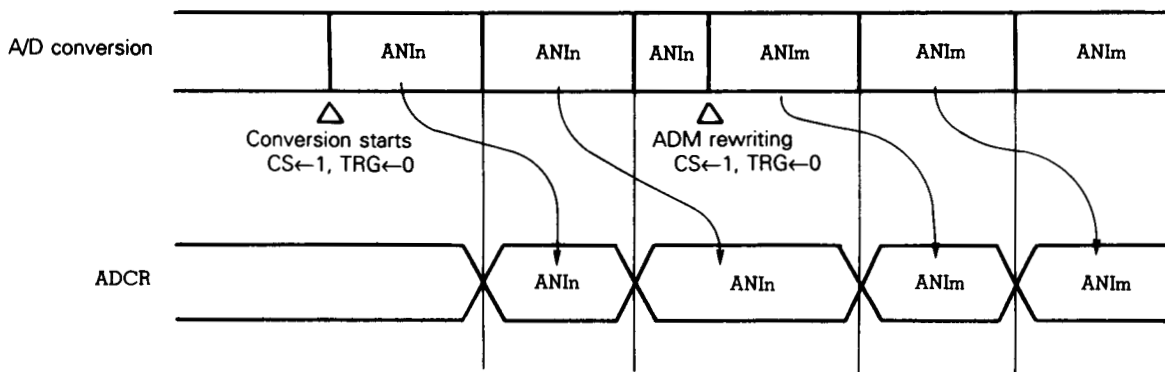 A/D conversion
ANIn
ANIn
ANIn
ANIm
ANIm
ANIm
Conversion starts
CS←1, TRG←0
ADM rewriting
CS←1, TRG←0
ADCR
ANIn
ANIn
ANIm
ANIm